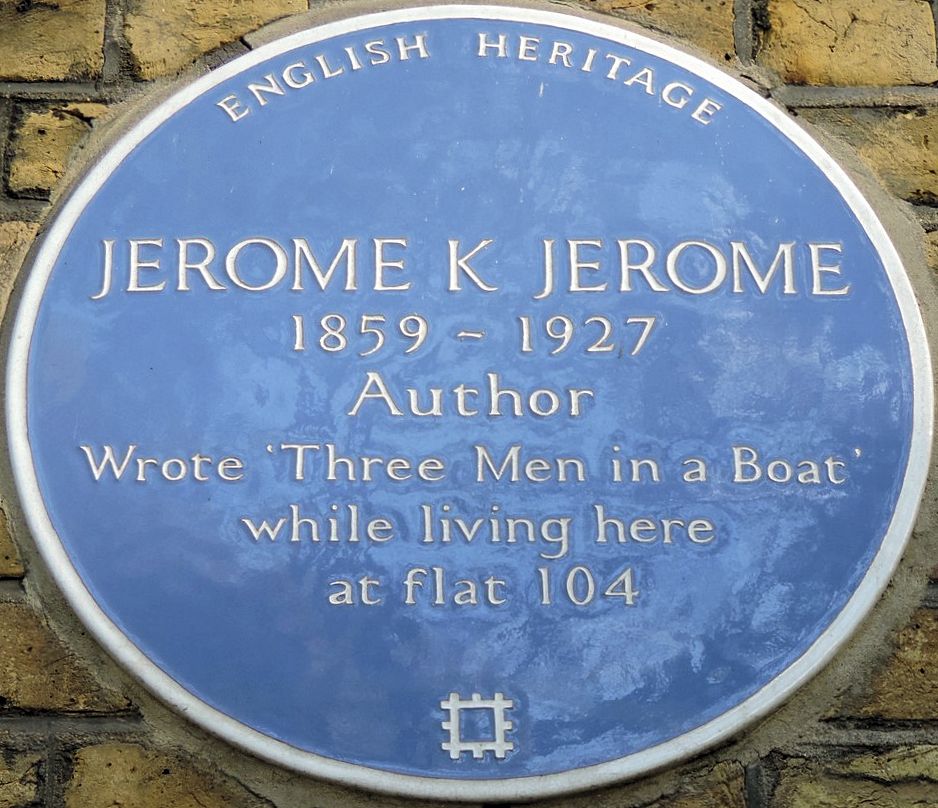 ENGLISH HERITAGE
JEROME K JEROME
1859 - 1927
Author
Wrote 'Three Men in a Boat'
while living here
at flat 104